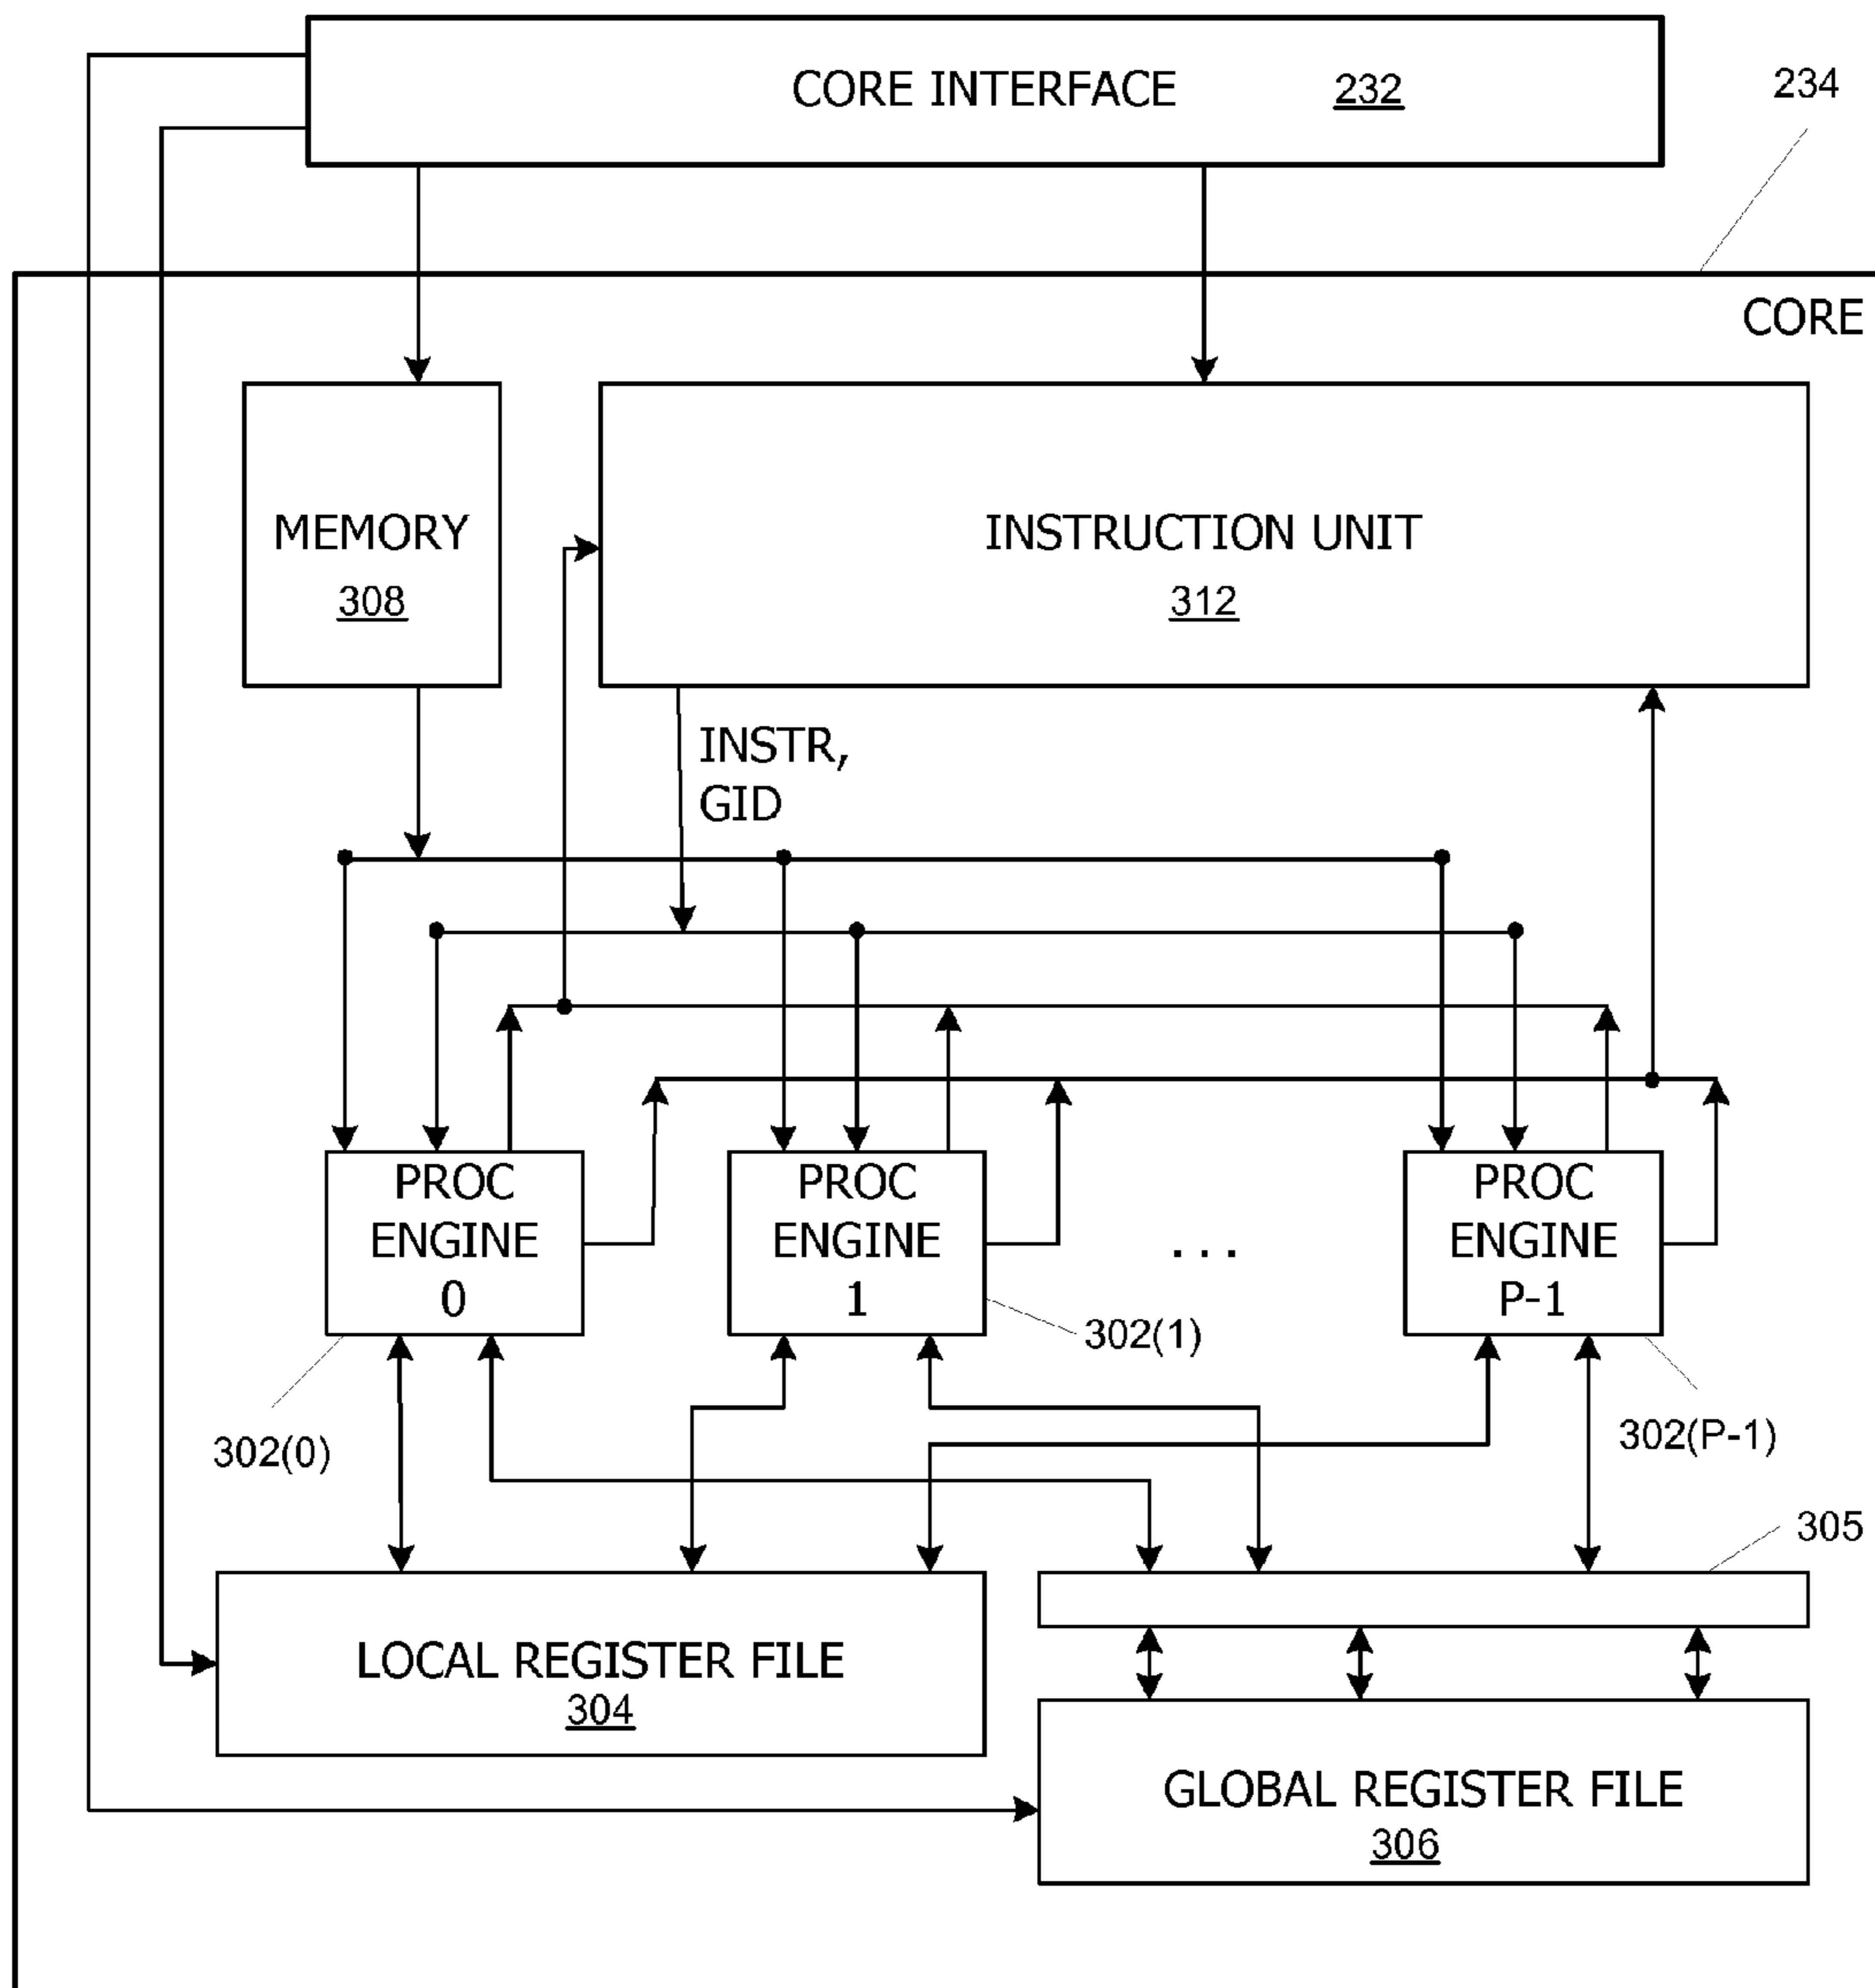 CORE INTERFACE 232
234
CORE
MEMORY
308
INSTRUCTION UNIT
312
INSTR,
GID
PROC
ENGINE
0
PROC
ENGINE
1
...
PROC
ENGINE
P-1
302(0)
302(1)
302(P-1)
305
LOCAL REGISTER FILE
304
GLOBAL REGISTER FILE
306